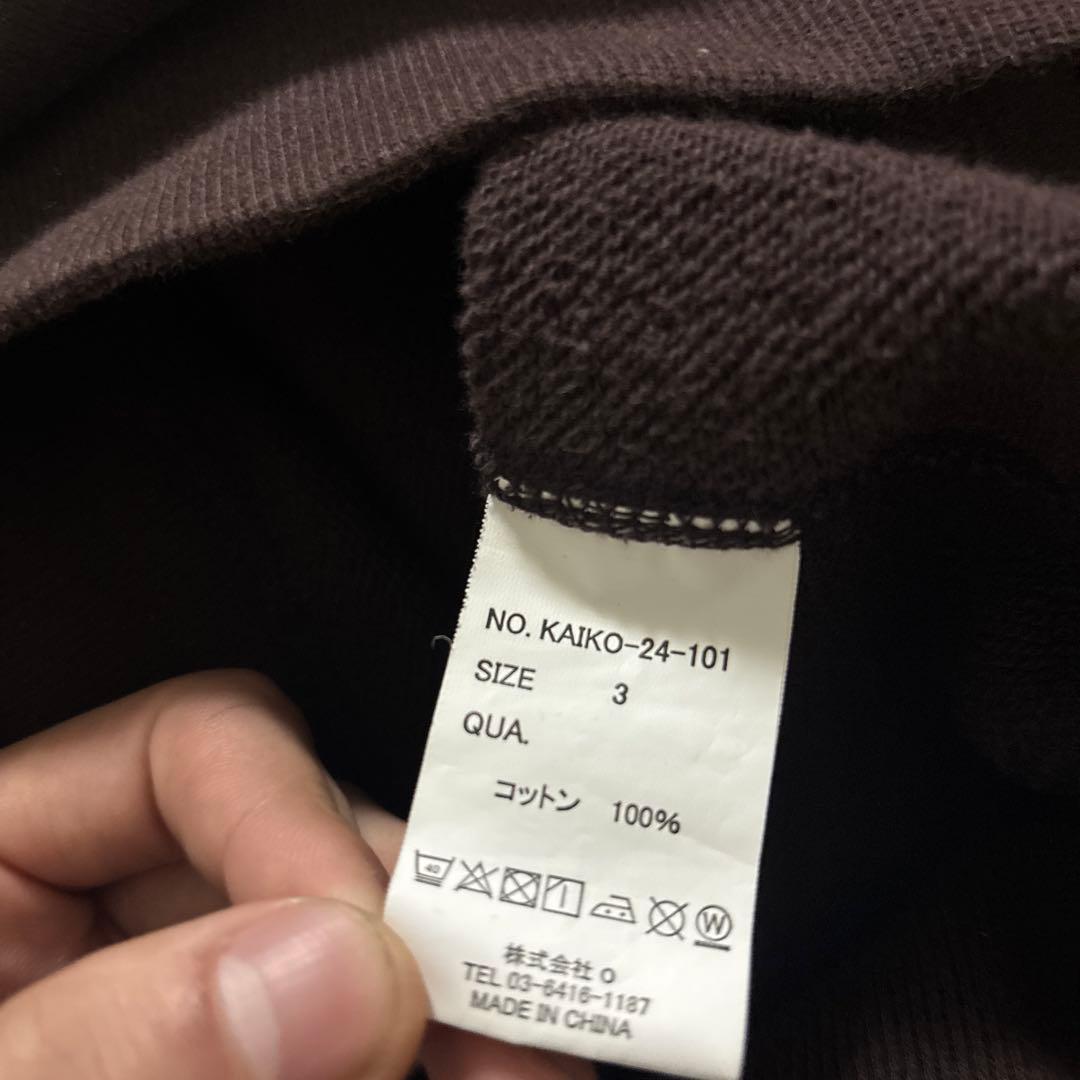 NO. KAIKO-24-101
SIZE 3
QUA.
コットン 100%
40
W
株式会社 o
TEL 03-6416-1187
MADE IN CHINA